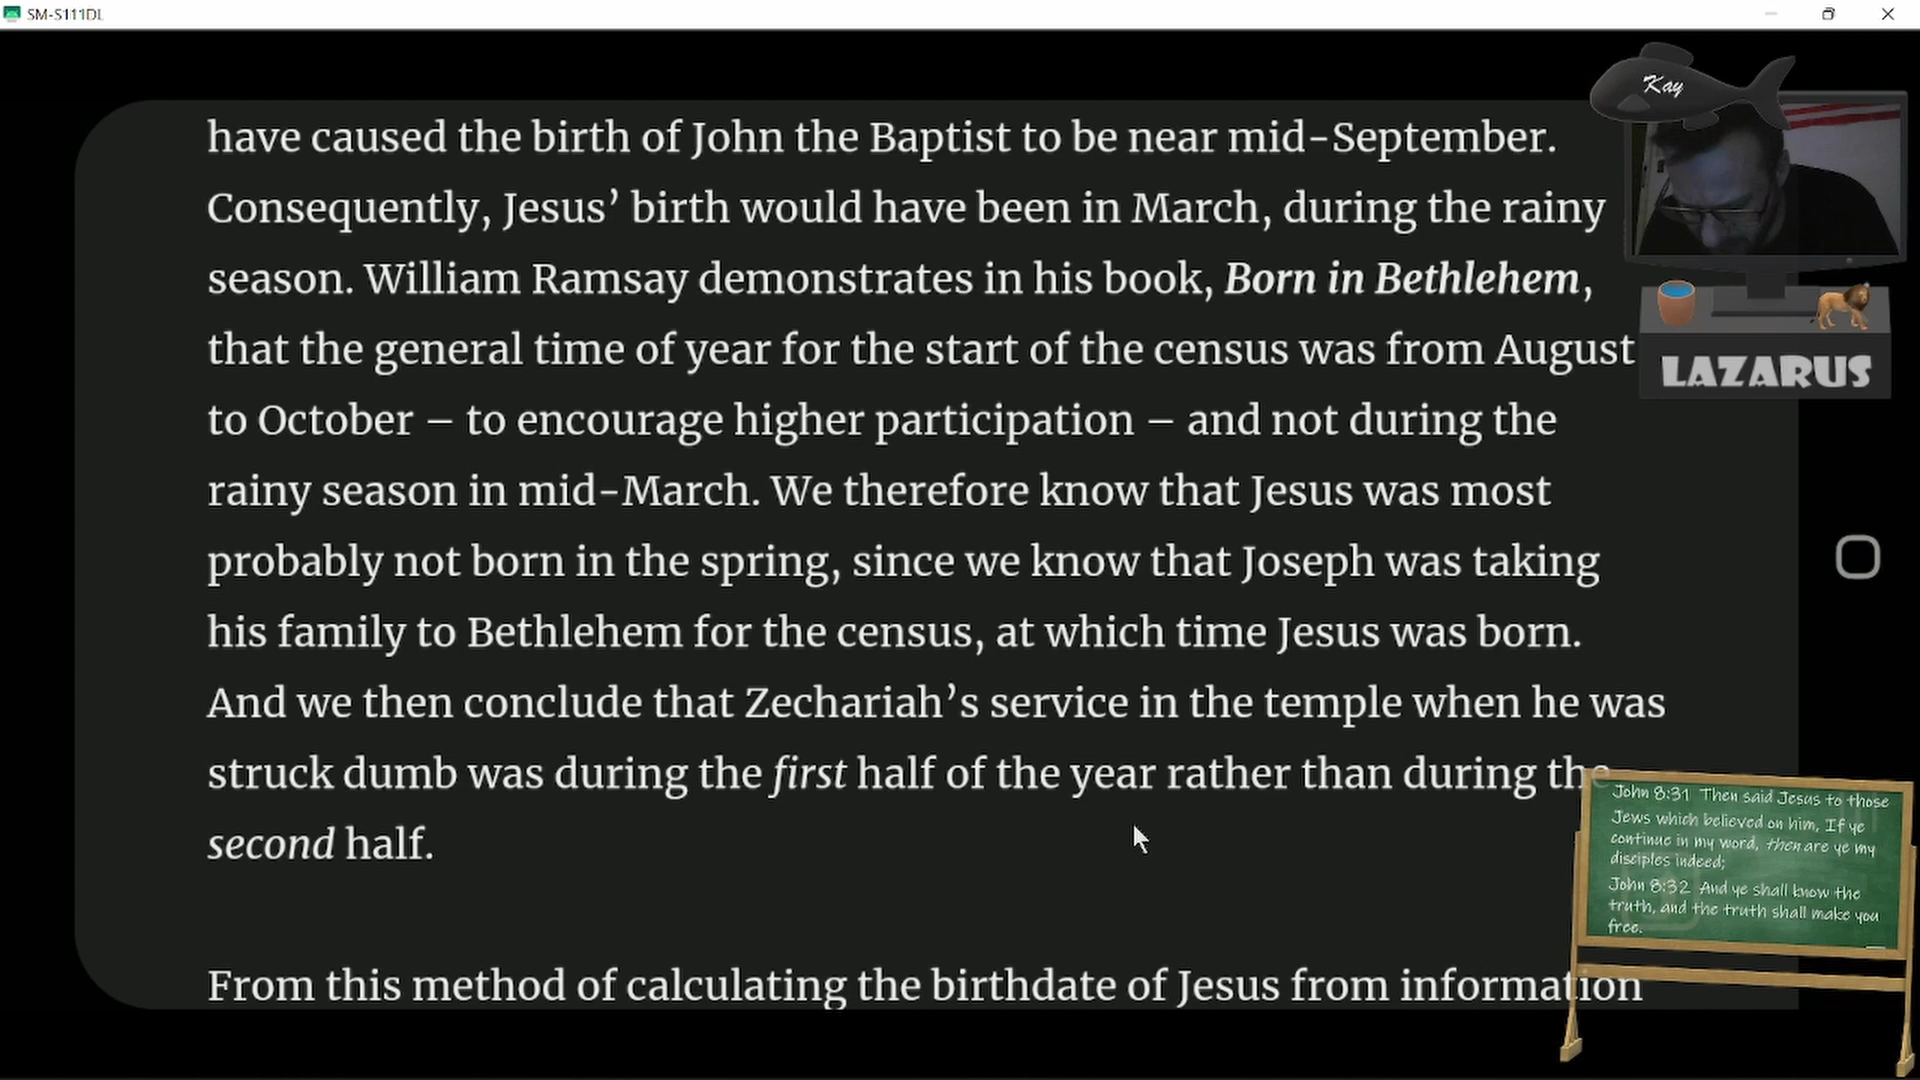 SM-S111DL
have caused the birth of John the Baptist to be near mid-September.
Consequently, Jesus’ birth would have been in March, during the rainy
season. William Ramsay demonstrates in his book, Born in Bethlehem,
that the general time of year for the start of the census was from August
to October – to encourage higher participation – and not during the
rainy season in mid-March. We therefore know that Jesus was most
probably not born in the spring, since we know that Joseph was taking
his family to Bethlehem for the census, at which time Jesus was born.
And we then conclude that Zechariah’s service in the temple when he was
struck dumb was during the first half of the year rather than during the
second half.
From this method of calculating the birthdate of Jesus from information
Kay
LAZARUS
John 8:31 Then said Jesus to those
Jews which believed on him, If ye
continue in my word, then are ye my
disciples indeed;
John 8:32 And ye shall know the
truth, and the truth shall make you
free.